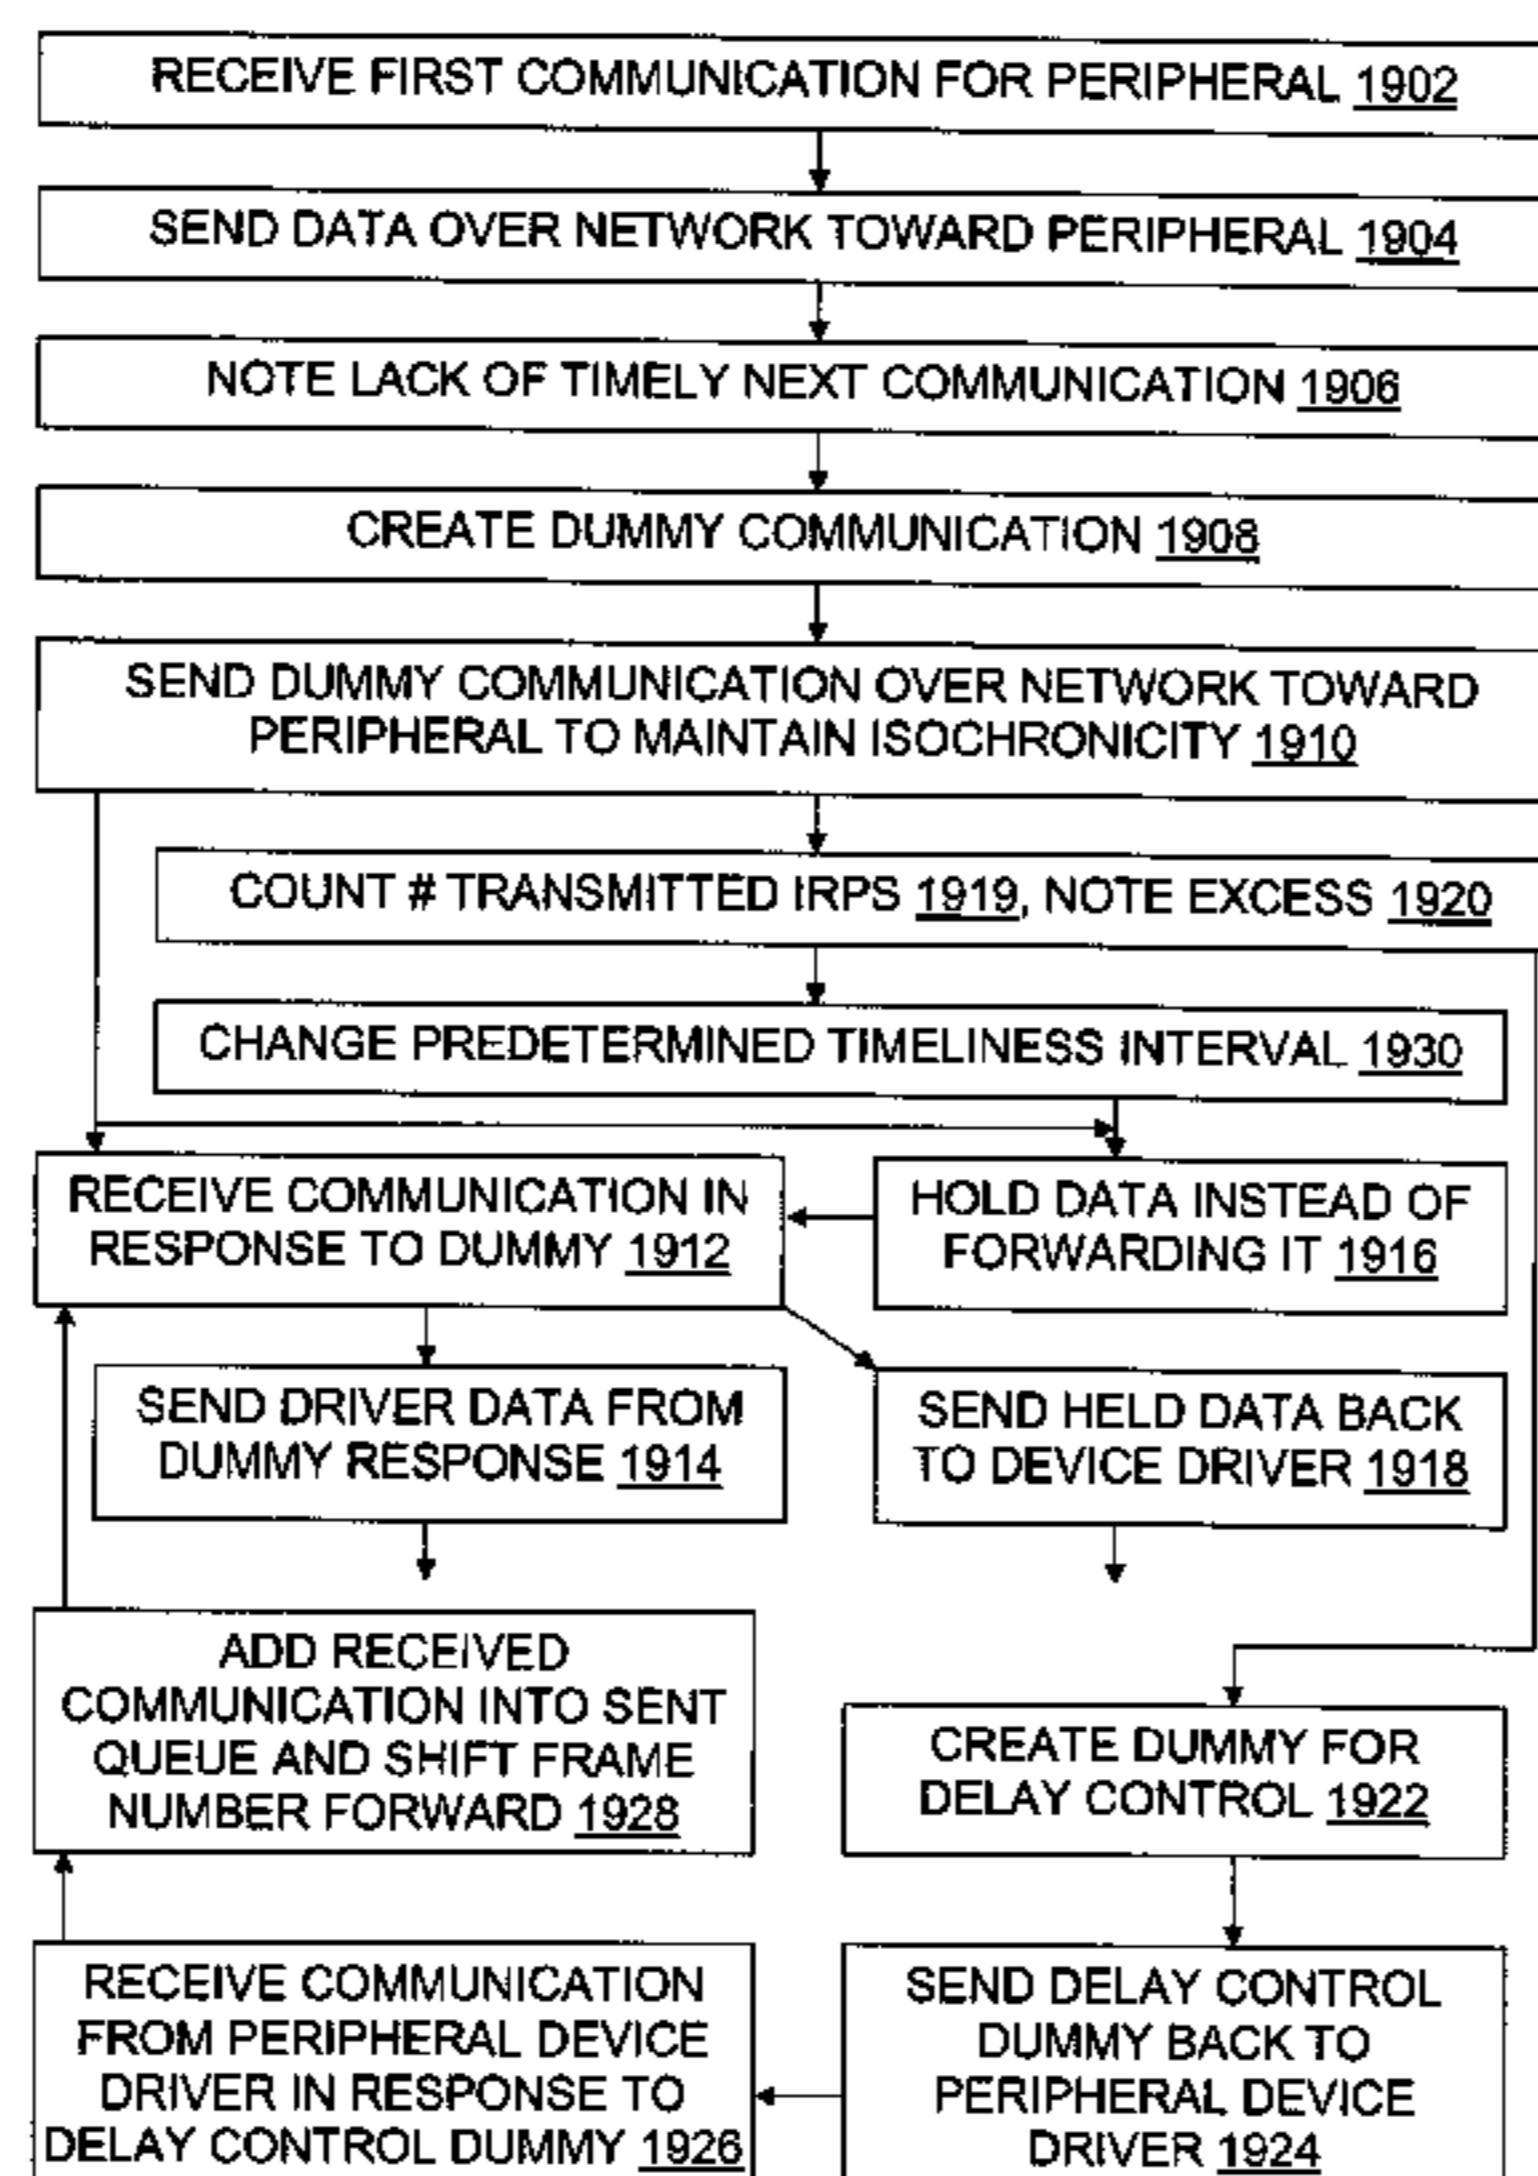 RECEIVE FIRST COMMUNICATION FOR PERIPHERAL 1902
SEND DATA OVER NETWORK TOWARD PERIPHERAL 1904
NOTE LACK OF TIMELY NEXT COMMUNICATION 1906
CREATE DUMMY COMMUNICATION 1908
SEND DUMMY COMMUNICATION OVER NETWORK TOWARD
PERIPHERAL TO MAINTAIN ISOCHRONICITY 1910
COUNT # TRANSMITTED IRPS 1919, NOTE EXCESS 1920
CHANGE PREDETERMINED TIMELINESS INTERVAL 1930
RECEIVE COMMUNICATION IN
RESPONSE TO DUMMY 1912
HOLD DATA INSTEAD OF
FORWARDING IT 1916
SEND DRIVER DATA FROM
DUMMY RESPONSE 1914
SEND HELD DATA BACK
TO DEVICE DRIVER 1918
ADD RECEIVED
COMMUNICATION INTO SENT
QUEUE AND SHIFT FRAME
NUMBER FORWARD 1928
CREATE DUMMY FOR
DELAY CONTROL 1922
RECEIVE COMMUNICATION
FROM PERIPHERAL DEVICE
DRIVER IN RESPONSE TO
DELAY CONTROL DUMMY 1926
SEND DELAY CONTROL
DUMMY BACK TO
PERIPHERAL DEVICE
DRIVER 1924